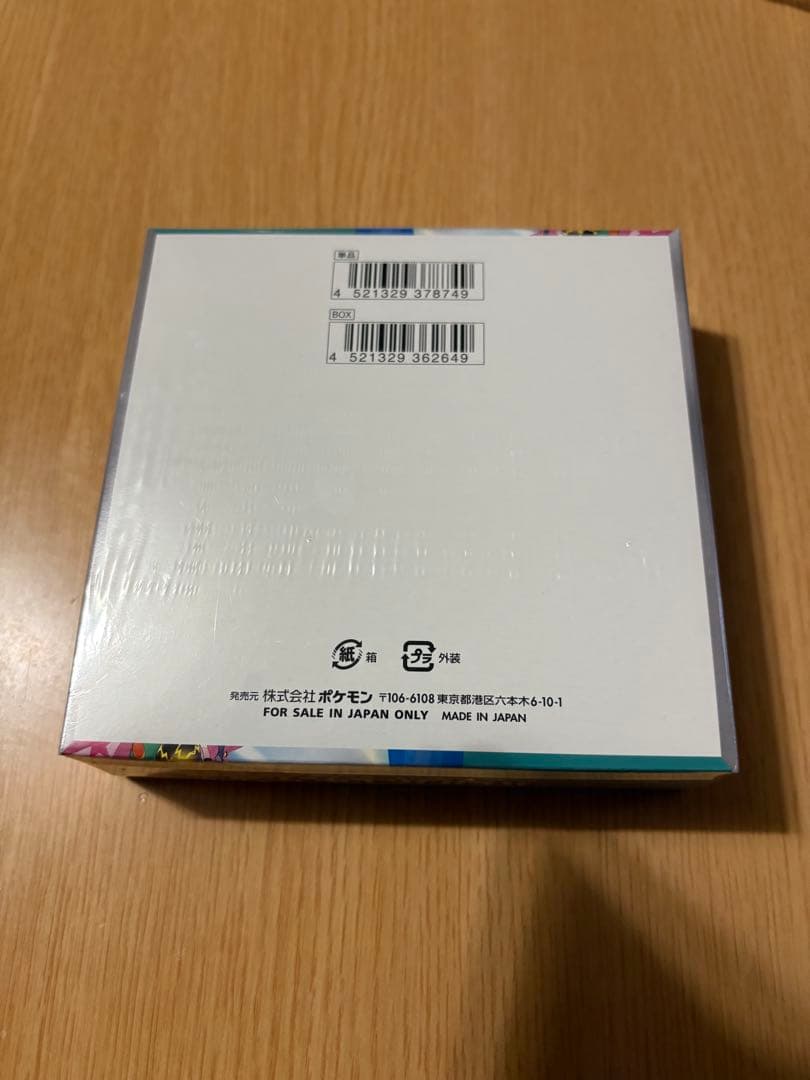 単品
4 521329 378749
BOX
4 521329 362649
紙 箱 プラ 外装
発売元 株式会社 ポケモン 〒106-6108 東京都港区六本木6-10-1
FOR SALE IN JAPAN ONLY MADE IN JAPAN